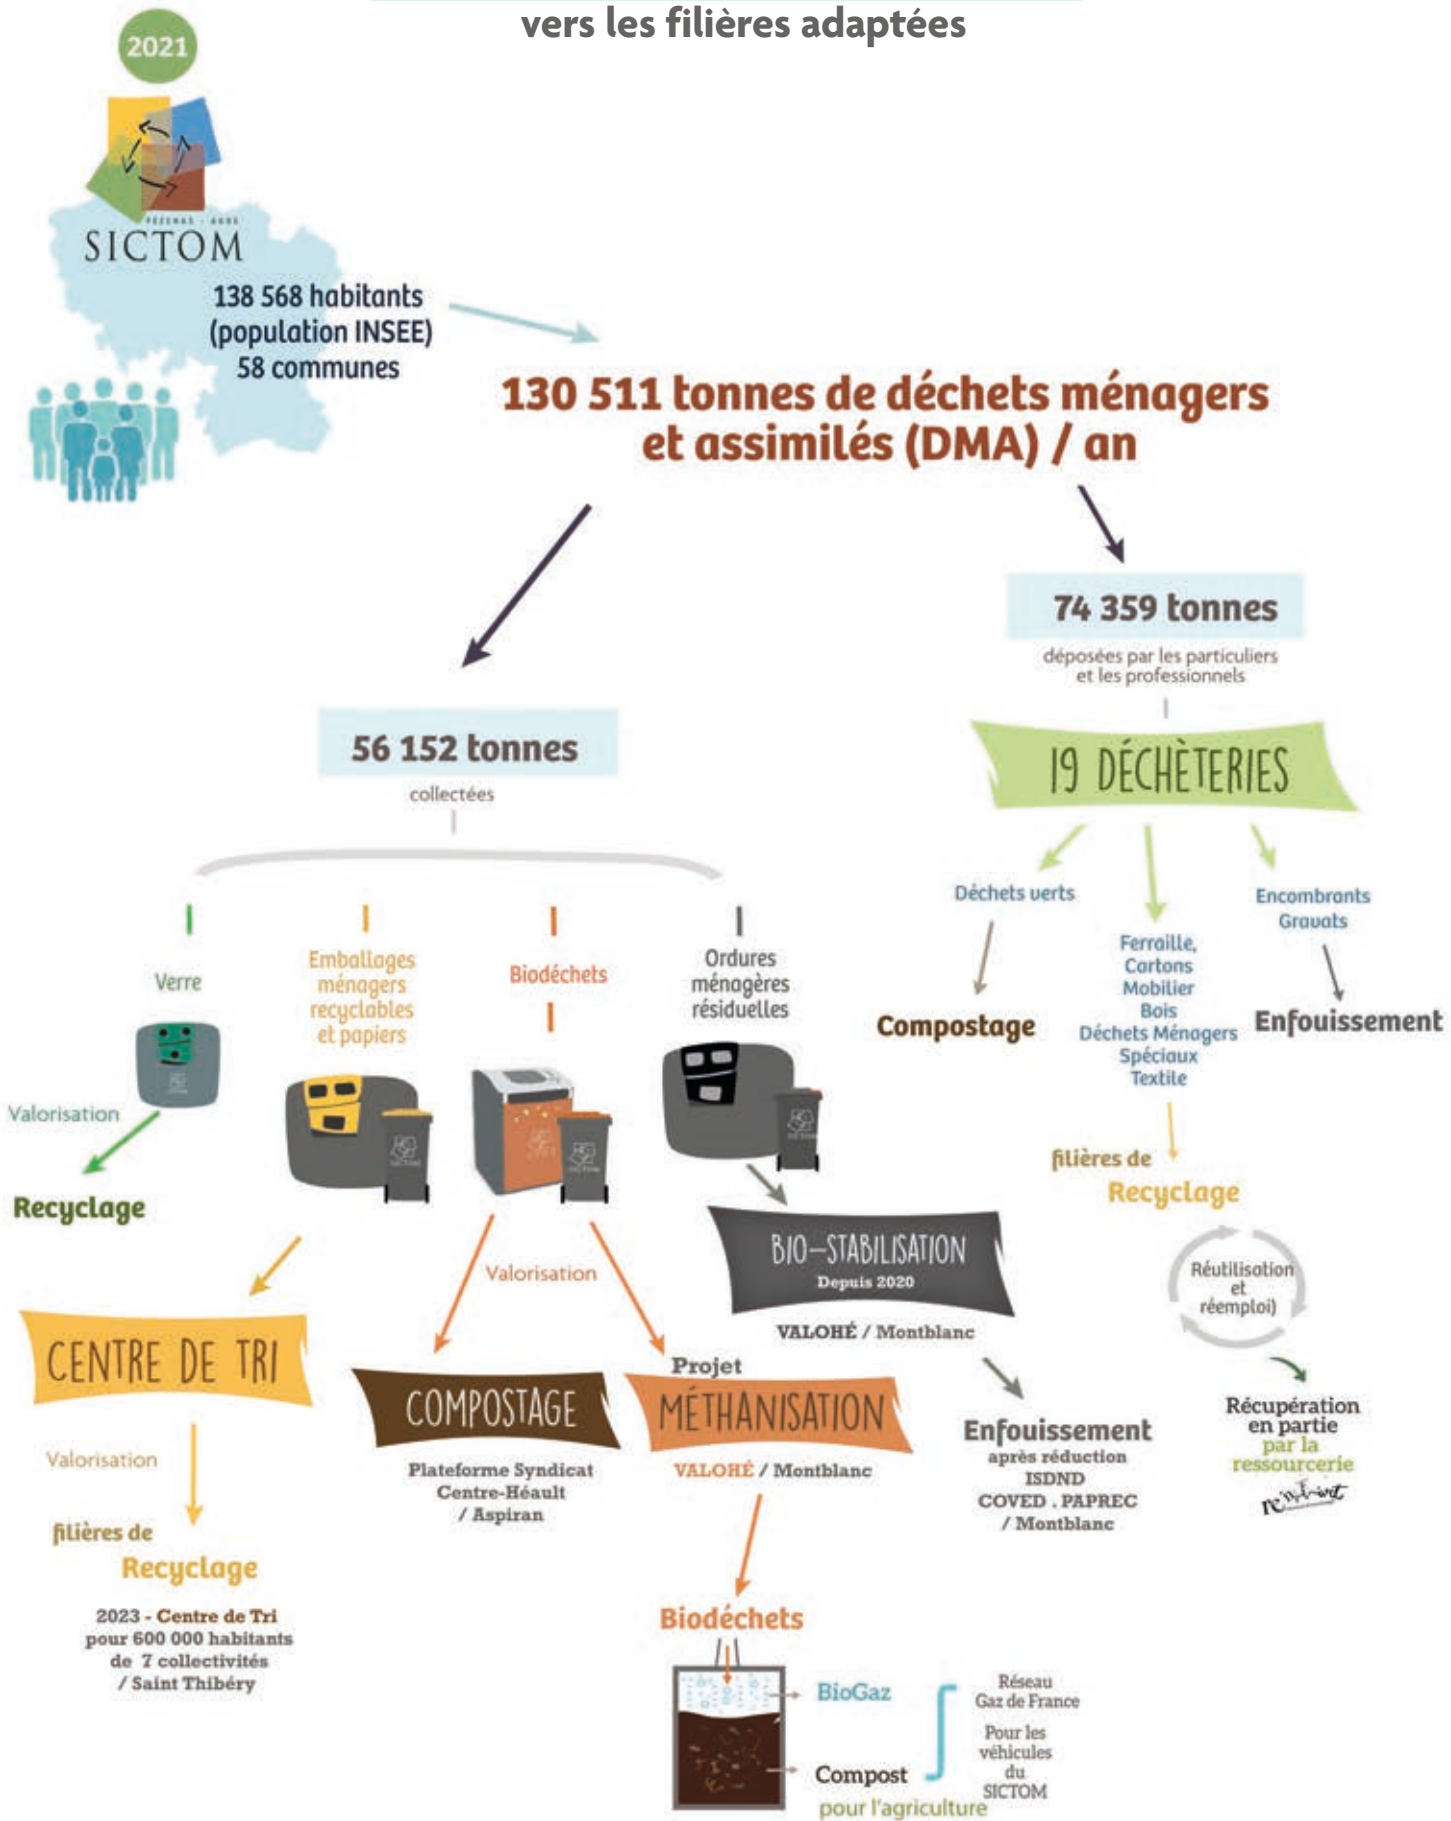 vers les filières adaptées
2021
PÉZENAS - AGDE
SICTOM
138 568 habitants
(population INSEE)
58 communes
130 511 tonnes de déchets ménagers
et assimilés (DMA) / an
74 359 tonnes
déposées par les particuliers
et les professionnels
56 152 tonnes
collectées
19 DÉCHÈTERIES
Déchets verts
Compostage
Ferraille,
Cartons
Mobilier
Bois
Déchets Ménagers
Spéciaux
Textile
Encombrants
Gravats
Enfouissement
filières de
Recyclage
Réutilisation
et
réemploi)
Récupération
en partie
par la
ressourcerie
Verre
Valorisation
Recyclage
Emballages
ménagers
recyclables
et papiers
SICTOM
CENTRE DE TRI
Valorisation
filières de
Recyclage
2023 - Centre de Tri
pour 600 000 habitants
de 7 collectivités
/ Saint Thibéry
Biodéchets
SICTOM
Valorisation
COMPOSTAGE
Plateforme Syndicat
Centre-Héault
/ Aspiran
Projet
MÉTHANISATION
VALOHÉ / Montblanc
Biodéchets
BioGaz
Compost
pour l'agriculture
Réseau
Gaz de France
Pour les
véhicules
du
SICTOM
Ordures
ménagères
résiduelles
SICTOM
BIO-STABILISATION
Depuis 2020
VALOHÉ / Montblanc
Enfouissement
après réduction
ISDND
COVED . PAPREC
/ Montblanc